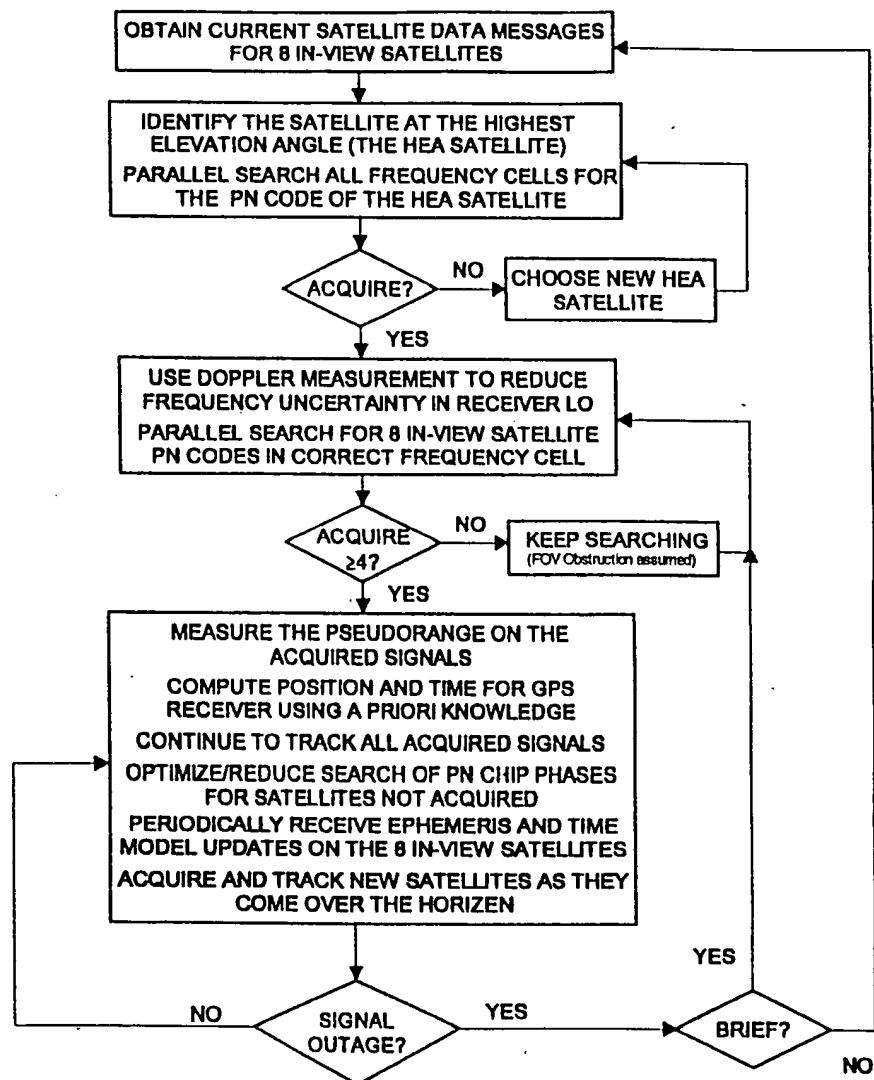 OBTAIN CURRENT SATELLITE DATA MESSAGES
FOR 8 IN-VIEW SATELLITES
IDENTIFY THE SATELLITE AT THE HIGHEST
ELEVATION ANGLE (THE HEA SATELLITE)
PARALLEL SEARCH ALL FREQUENCY CELLS FOR
THE PN CODE OF THE HEA SATELLITE
ACQUIRE?
NO
CHOOSE NEW HEA
SATELLITE
YES
USE DOPPLER MEASUREMENT TO REDUCE
FREQUENCY UNCERTAINTY IN RECEIVER LO
PARALLEL SEARCH FOR 8 IN-VIEW SATELLITE
PN CODES IN CORRECT FREQUENCY CELL
ACQUIRE
≥4?
NO
KEEP SEARCHING
(FOV Obstruction assumed)
YES
MEASURE THE PSEUDORANGE ON THE
ACQUIRED SIGNALS
COMPUTE POSITION AND TIME FOR GPS
RECEIVER USING A PRIORI KNOWLEDGE
CONTINUE TO TRACK ALL ACQUIRED SIGNALS
OPTIMIZE/REDUCE SEARCH OF PN CHIP PHASES
FOR SATELLITES NOT ACQUIRED
PERIODICALLY RECEIVE EPHEMERIS AND TIME
MODEL UPDATES ON THE 8 IN-VIEW SATELLITES
ACQUIRE AND TRACK NEW SATELLITES AS THEY
COME OVER THE HORIZEN
NO
SIGNAL
OUTAGE?
YES
BRIEF?
YES
NO